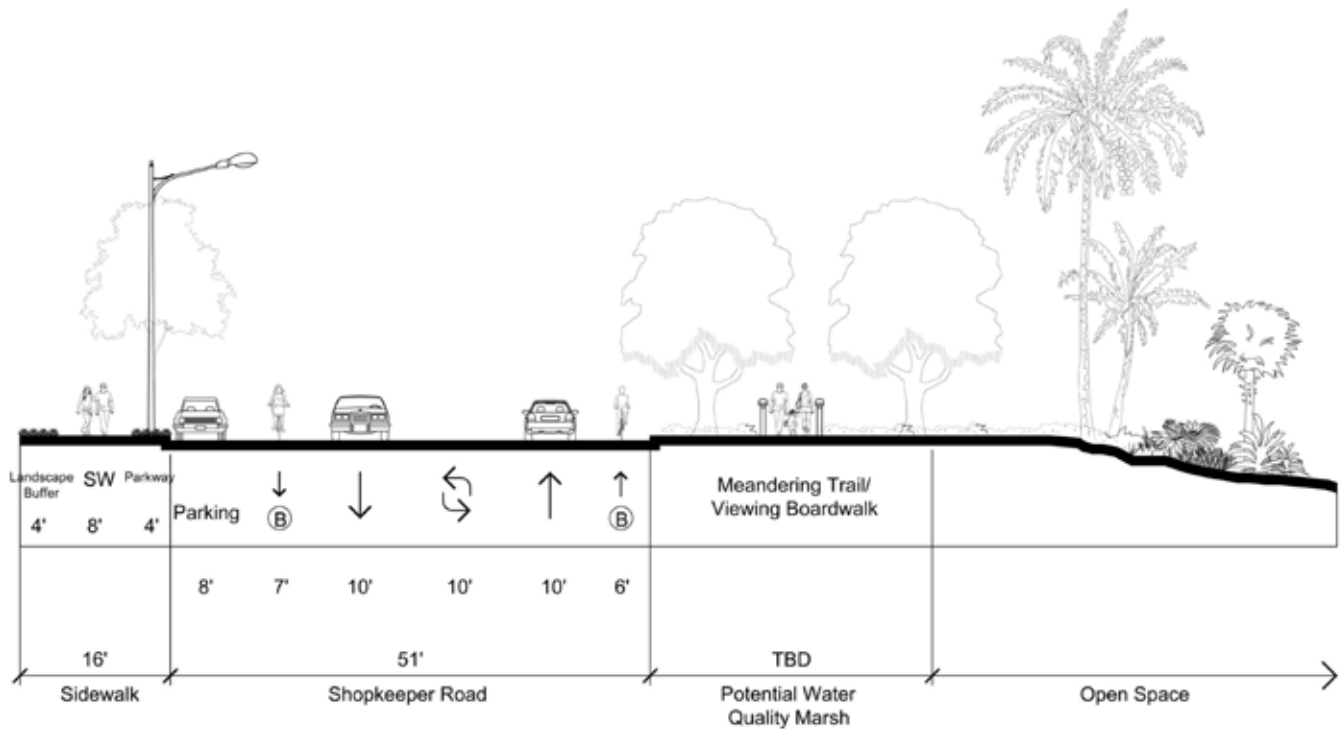 Landscape
Buffer
SW
Parkway
4'
8'
4'
Parking
B
B
Meandering Trail/
Viewing Boardwalk
8'
7'
10'
10'
10'
6'
16'
51'
TBD
Sidewalk
Shopkeeper Road
Potential Water
Quality Marsh
Open Space